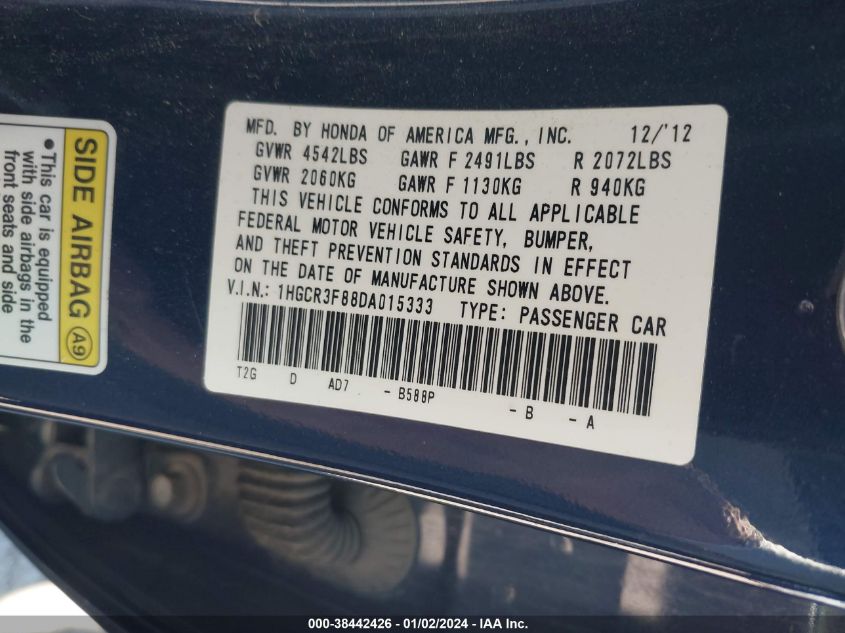 MFD. BY HONDA OF AMERICA MFG., INC. 12/'12
GVWR 4542LBS GAWR F 2491LBS R 2072LBS
GVWR 2060KG GAWR F 1130KG R 940KG
THIS VEHICLE CONFORMS TO ALL APPLICABLE
FEDERAL MOTOR VEHICLE SAFETY, BUMPER,
AND THEFT PREVENTION STANDARDS IN EFFECT
ON THE DATE OF MANUFACTURE SHOWN ABOVE.
V.I.N.: 1HGCR3F88DA015333 TYPE: PASSENGER CAR
T2G D AD7 - B588P - B - A
SIDE AIRBAG A9
•This car is equipped
with side airbags in the
front seats and side
000-38442426 - 01/02/2024 - IAA Inc.